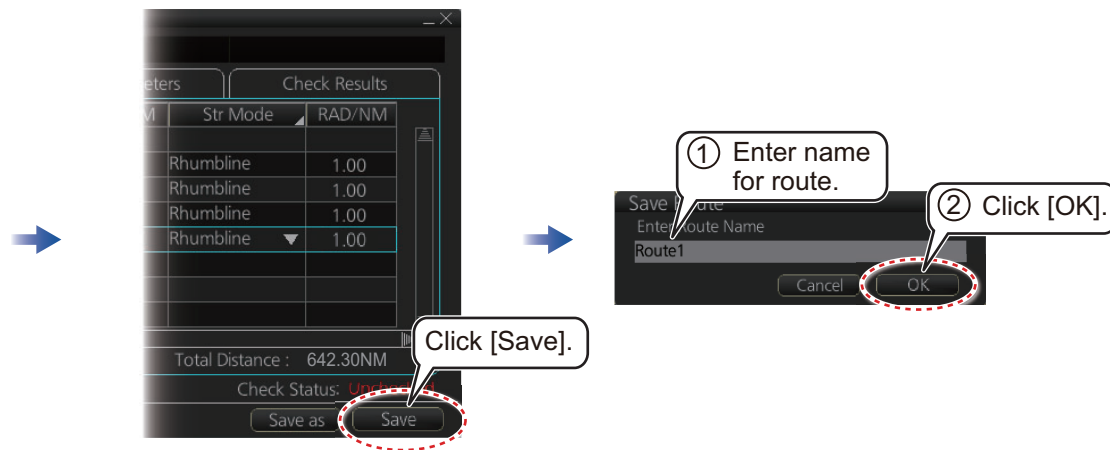 eters
Check Results
M
Str Mode
RAD/NM
Rhumbline
1.00
Rhumbline
1.00
Rhumbline
1.00
Rhumbline
1.00
Total Distance :
642.30NM
Check Status:
Save as
Save
Click [Save].
① Enter name
for route.
Save Route
Enter Route Name
Route1
Cancel
OK
② Click [OK].